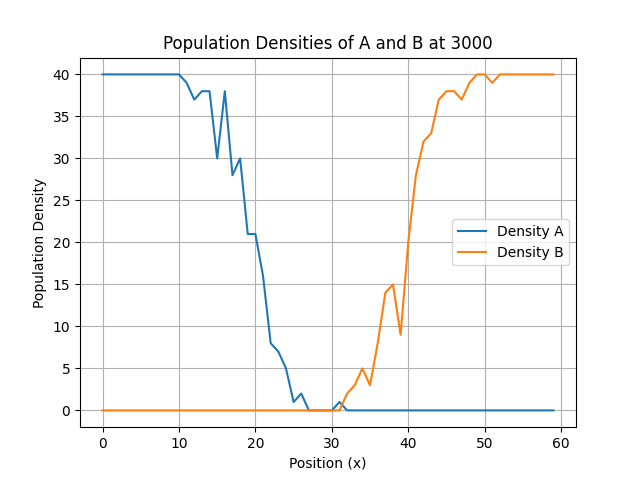 Population Densities of A and B at 3000
Population Density
40
35
30
25
20
15
10
5
0
Density A
Density B
0 10 20 30 40 50 60
Position (x)